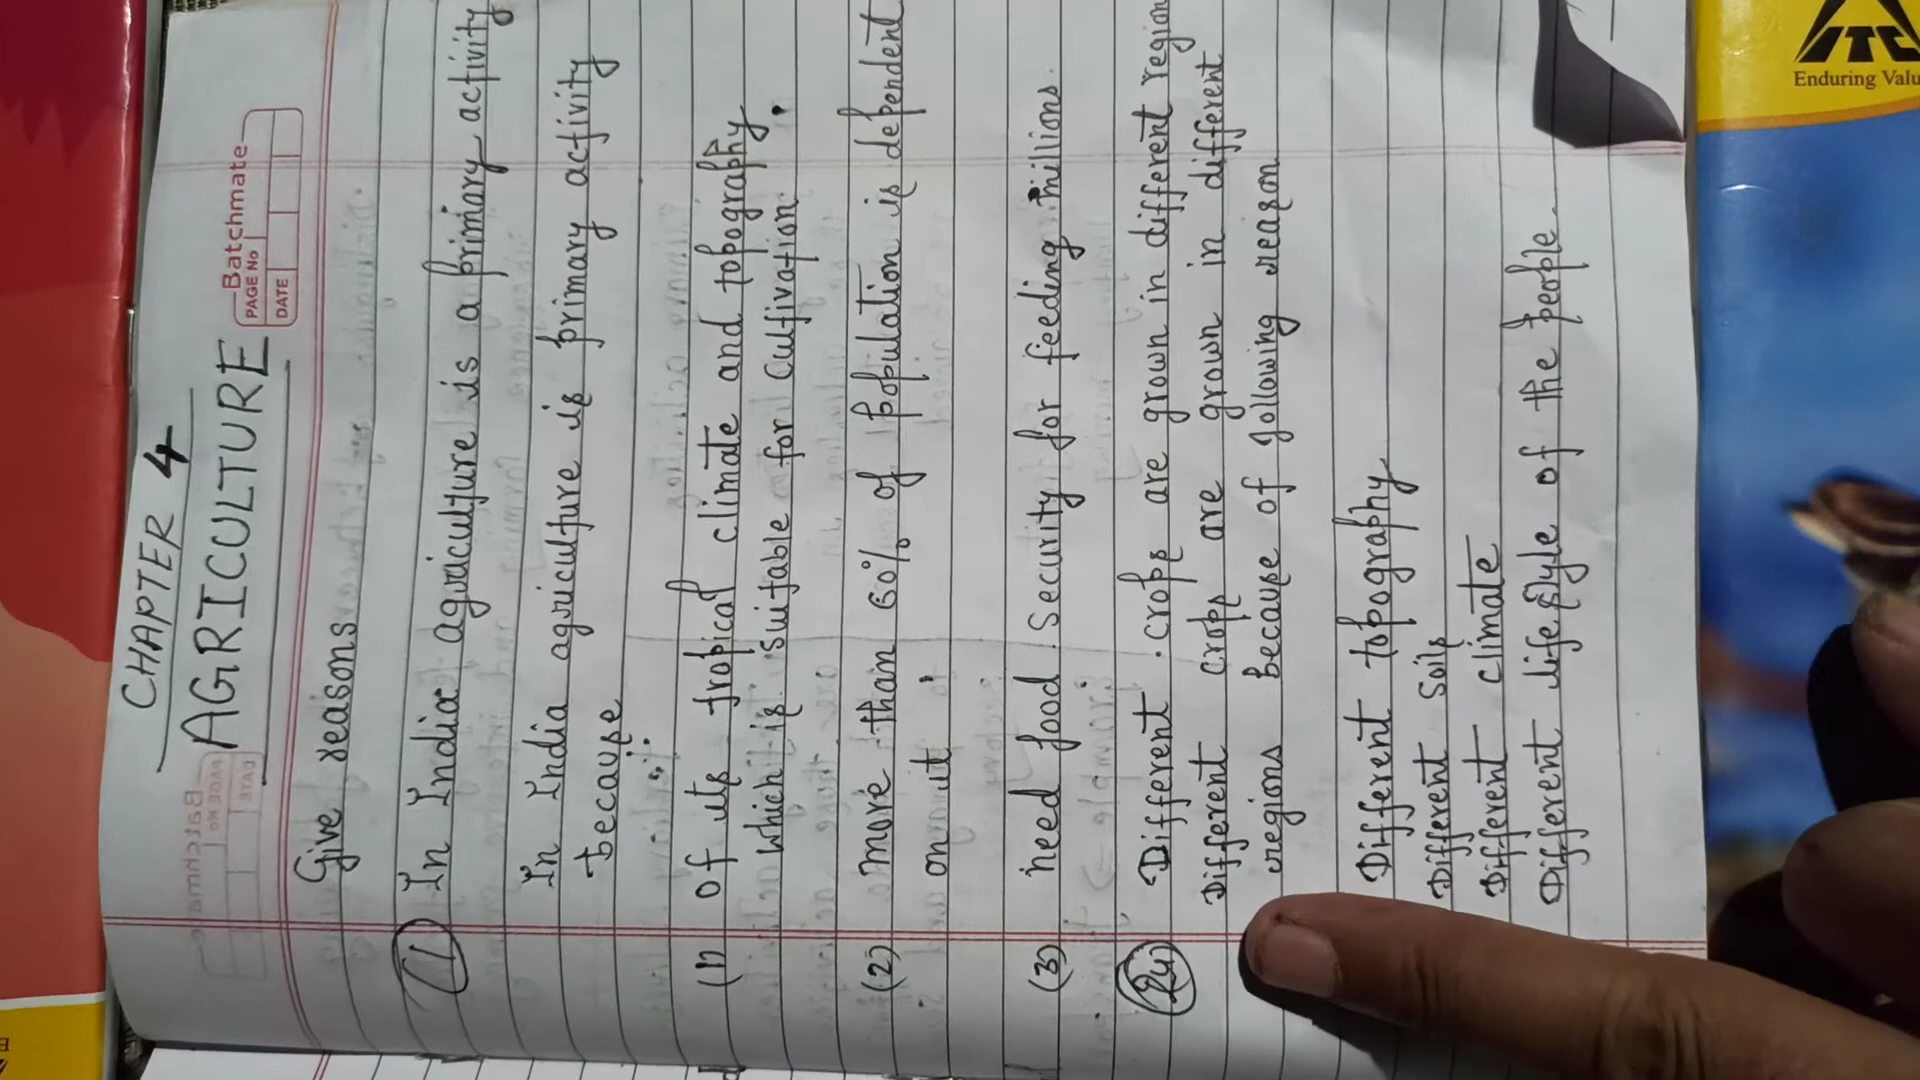 CHAPTER 4
AGRICULTURE
Batchmate
PAGE No
DATE
Give reasons
(1) In India agriculture is a primary activity
In India agriculture is primary activity
because
(1) of its tropical climate and topography
which is suitable for cultivation.
(2) more than 60% of population is dependent
on it.
(3) need food security for feeding millions.
Different crops are grown in different region
Different crops are grown in different
regions because of following reason
Different topography
Different soils
Different climate
Different life style of the people.
ITC
Enduring Valu